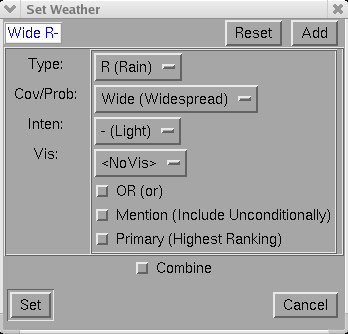 Set Weather
Wide R- Reset Add
Type: R (Rain)
Cov/Prob: Wide (Widespread)
Inten: - (Light)
Vis: <NoVis>
OR (or)
Mention (Include Unconditionally)
Primary (Highest Ranking)
Combine
Set Cancel